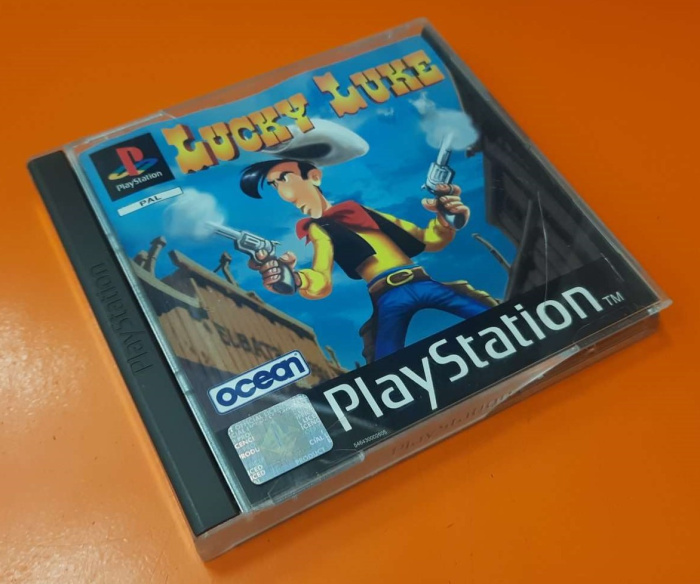 LUCKY LUKE
PlayStation
PAL
PlayStation
ocean
PlayStation™